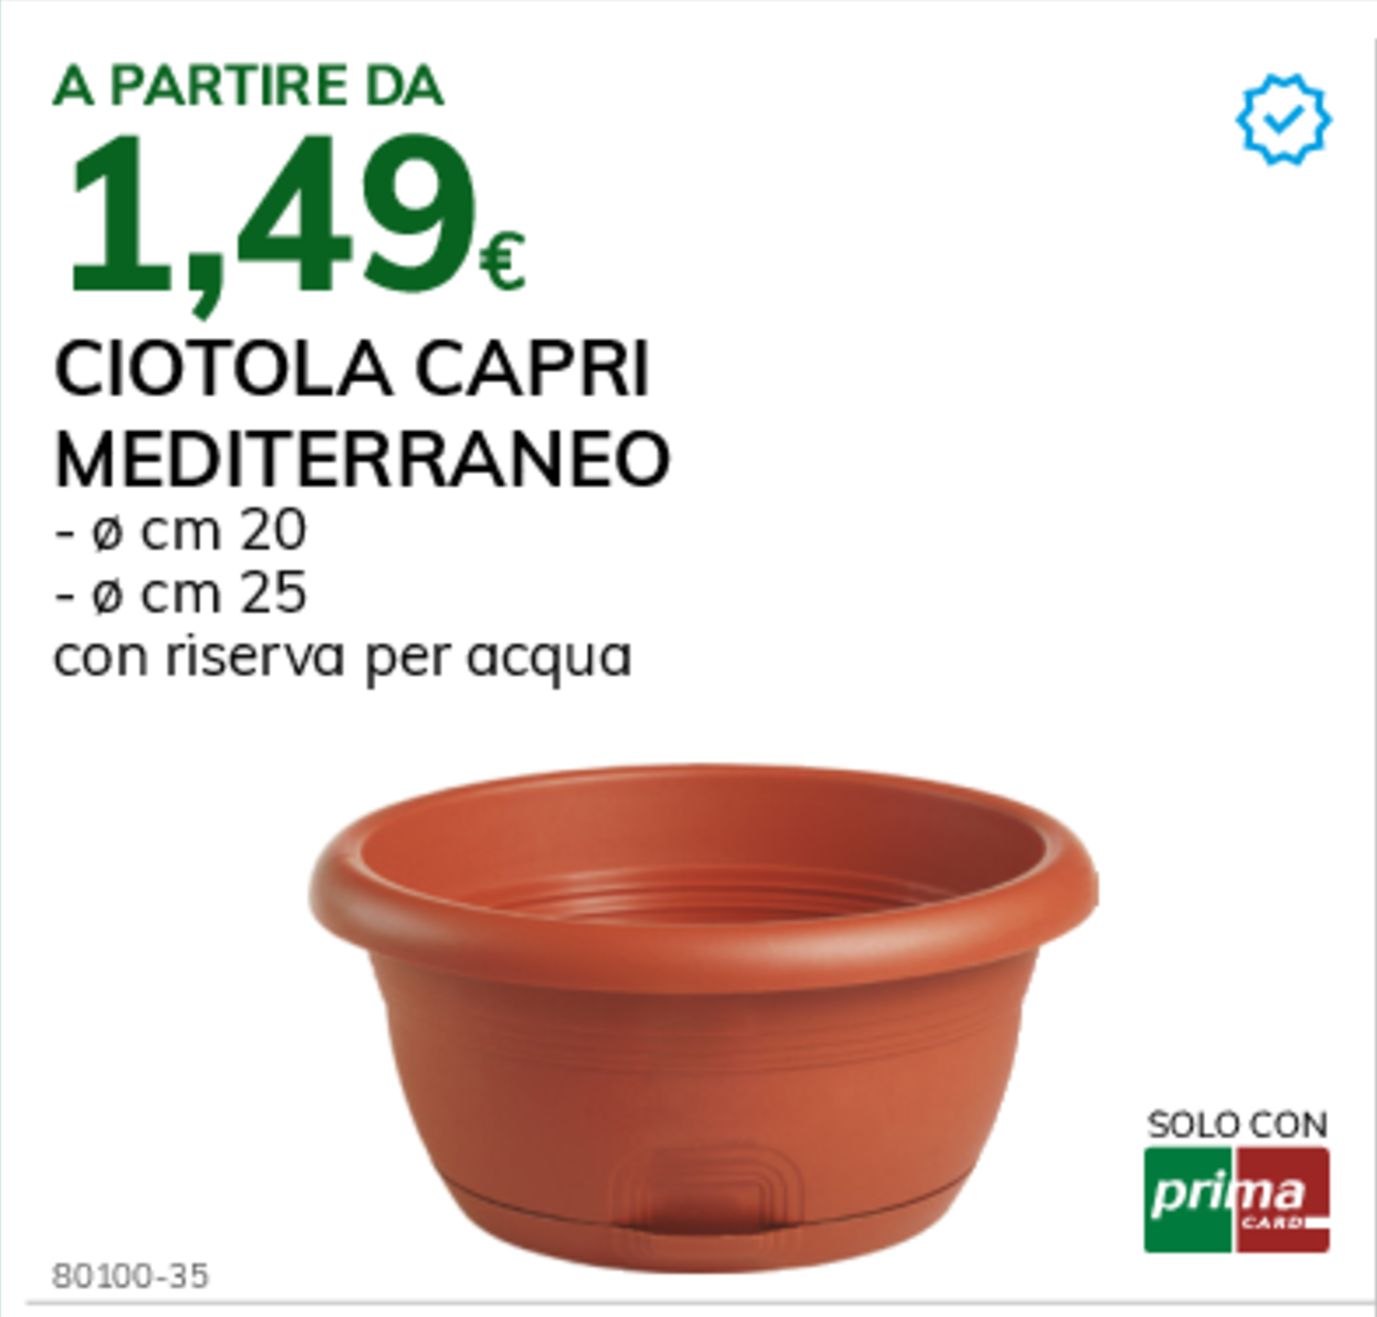 A PARTIRE DA
1,49€
CIOTOLA CAPRI
MEDITERRANEO
- ø cm 20
- ø cm 25
con riserva per acqua
SOLO CON
prima
CARD
80100-35